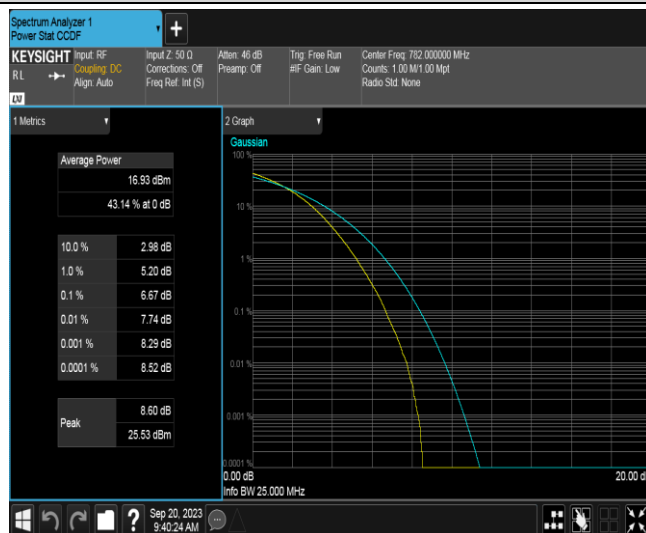 Spectrum Analyzer 1
Power Stat CCDF
+
KEYSIGHT
RL
LXI
Input: RF
Coupling: DC
Align: Auto
Input Z: 50 Ω
Corrections: Off
Freq Ref: Int (S)
Atten: 46 dB
Preamp: Off
Trig: Free Run
#IF Gain: Low
Center Freq: 782.000000 MHz
Counts: 1.00 M/1.00 Mpt
Radio Std: None
1 Metrics
Average Power
16.93 dBm
43.14 % at 0 dB
10.0 % 2.98 dB
1.0 % 5.20 dB
0.1 % 6.67 dB
0.01 % 7.74 dB
0.001 % 8.29 dB
0.0001 % 8.52 dB
Peak
8.60 dB
25.53 dBm
2 Graph
Gaussian
100 %
10 %
1 %
0.1 %
0.01 %
0.001 %
0.0001 %
0.00 dB
20.00 d
Info BW 25.000 MHz
?
Sep 20, 2023
9:40:24 AM